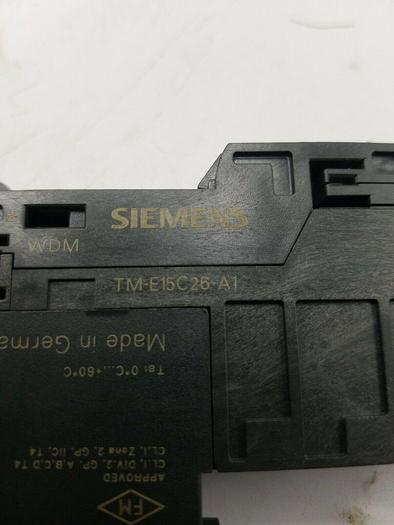 SIEMENS
WDM
TM-E15C26-A1
Made in Germa
Ta: 0°C...+60°C
CL.I, Zone 2, GP. IIC, T4
CL.I, DIV.2, GP. A,B,C,D T4
APPROVED
FM